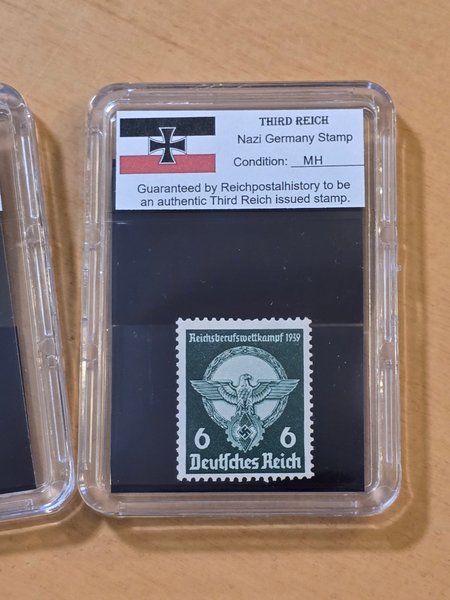 THIRD REICH
Nazi Germany Stamp
Condition: MH
Guaranteed by Reichpostalhistory to be
an authentic Third Reich issued stamp.
Reichsberufswettkampf 1939
6 6
Deutsches Reich